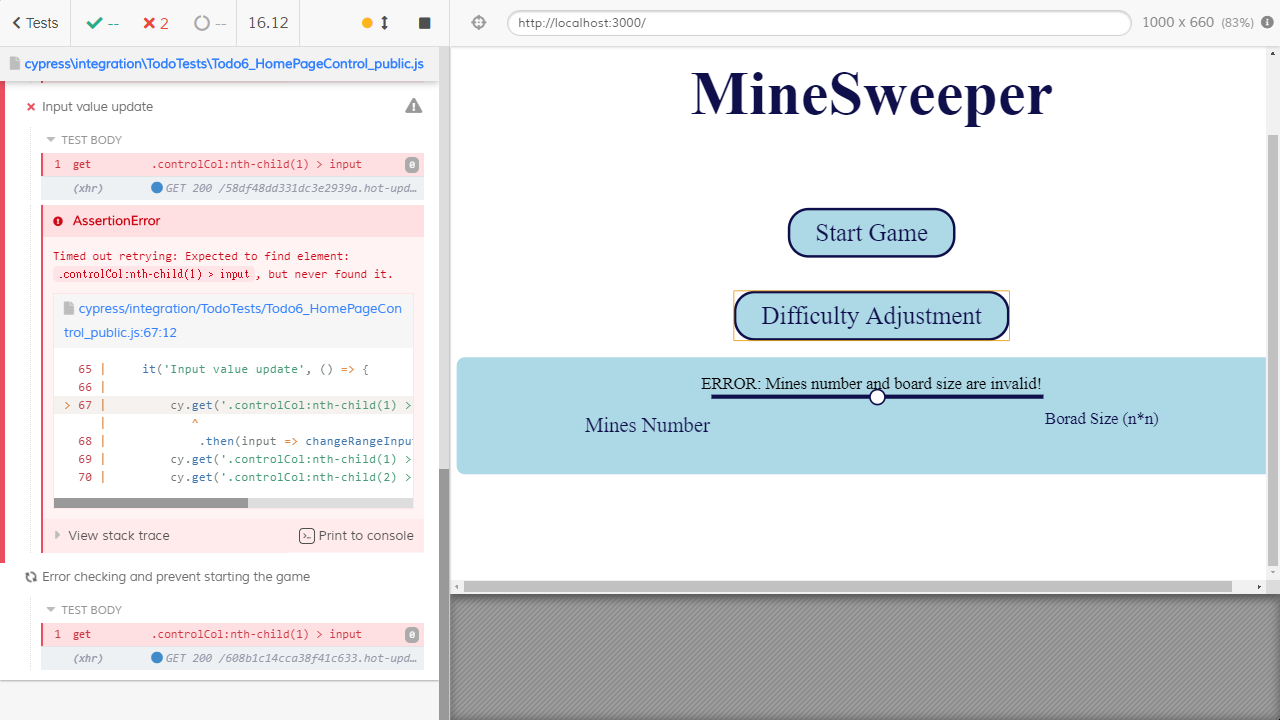 Tests
--
2
--
16.12
http://localhost:3000/
1000 x 660 (83%)
cypress\integration\TodoTests\Todo6_HomePageControl_public.js
Input value update
TEST BODY
1 get .controlCol:nth-child(1) > input 0
(xhr) GET 200 /58df48dd331dc3e2939a.hot-upd…
AssertionError
Timed out retrying: Expected to find element:
.controlCol:nth-child(1) > input, but never found it.
cypress/integration/TodoTests/Todo6_HomePageCon
trol_public.js:67:12
65 | it('Input value update', () => {
66 |
> 67 | cy.get('.controlCol:nth-child(1) >
| ^
68 | .then(input => changeRangeInpu
69 | cy.get('.controlCol:nth-child(1) >
70 | cy.get('.controlCol:nth-child(2) >
View stack trace
Print to console
Error checking and prevent starting the game
TEST BODY
1 get .controlCol:nth-child(1) > input 0
(xhr) GET 200 /608b1c14cca38f41c633.hot-upd…
MineSweeper
Start Game
Difficulty Adjustment
ERROR: Mines number and board size are invalid!
Mines Number
Borad Size (n*n)